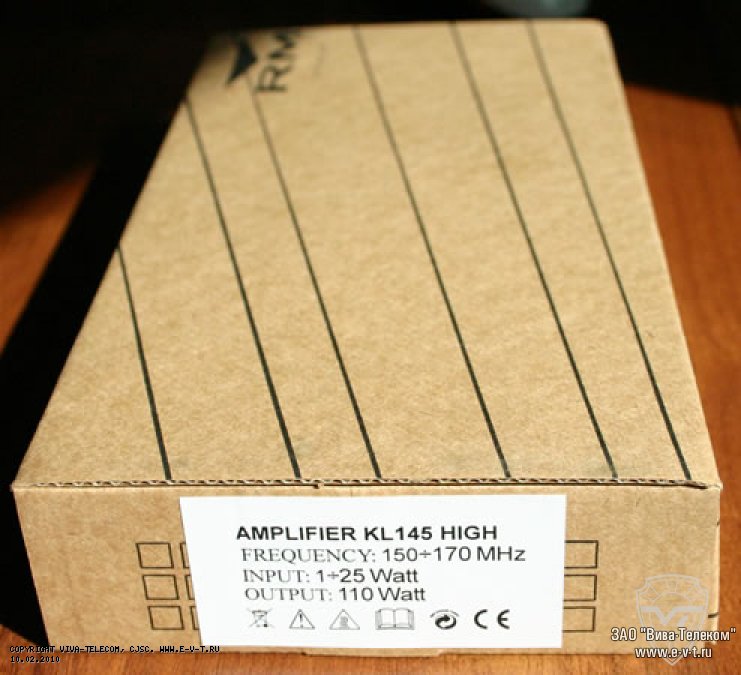 RM
AMPLIFIER KL145 HIGH
FREQUENCY: 150÷170 MHz
INPUT: 1÷25 Watt
OUTPUT: 110 Watt
CE
COPYRIGHT VIVA-TELECOM, CJSC, WWW.E-V-T.RU
10.02.2010
ЗАО "Вива-Телеком"
www.e-v-t.ru